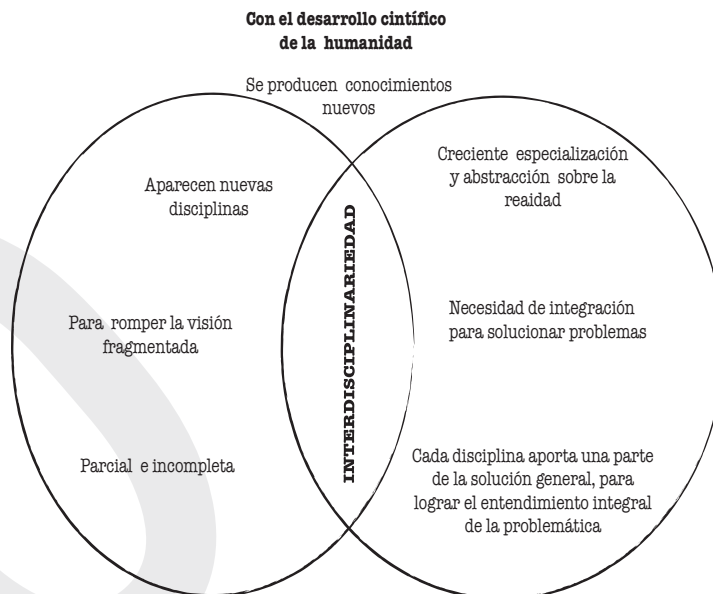 Con el desarrollo cintífico
de la humanidad
Se producen conocimientos
nuevos
Aparecen nuevas
disciplinas
Para romper la visión
fragmentada
Parcial e incompleta
INTERDISCIPLINARIEDAD
Creciente especialización
y abstracción sobre la
reaidad
Necesidad de integración
para solucionar problemas
Cada disciplina aporta una parte
de la solución general, para
lograr el entendimiento integral
de la problemática